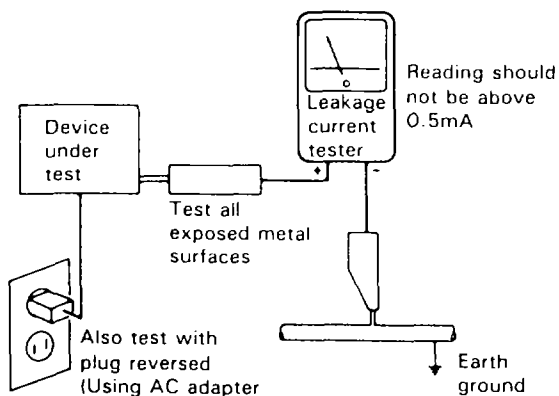 Device
under
test
Leakage
current
tester
+ -
Reading should
not be above
0.5mA
Test all
exposed metal
surfaces
Also test with
plug reversed
(Using AC adapter
Earth
ground